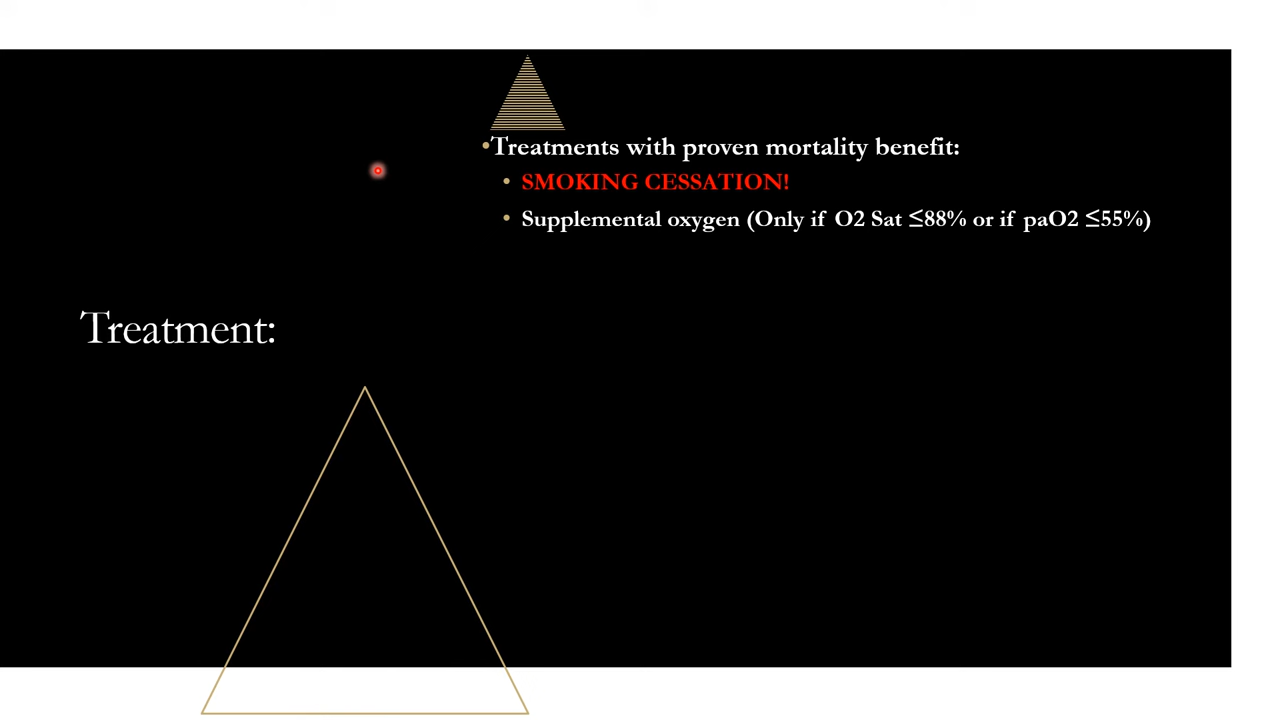 Treatment:
•Treatments with proven mortality benefit:
• SMOKING CESSATION!
• Supplemental oxygen (Only if O2 Sat ≤88% or if paO2 ≤55%)